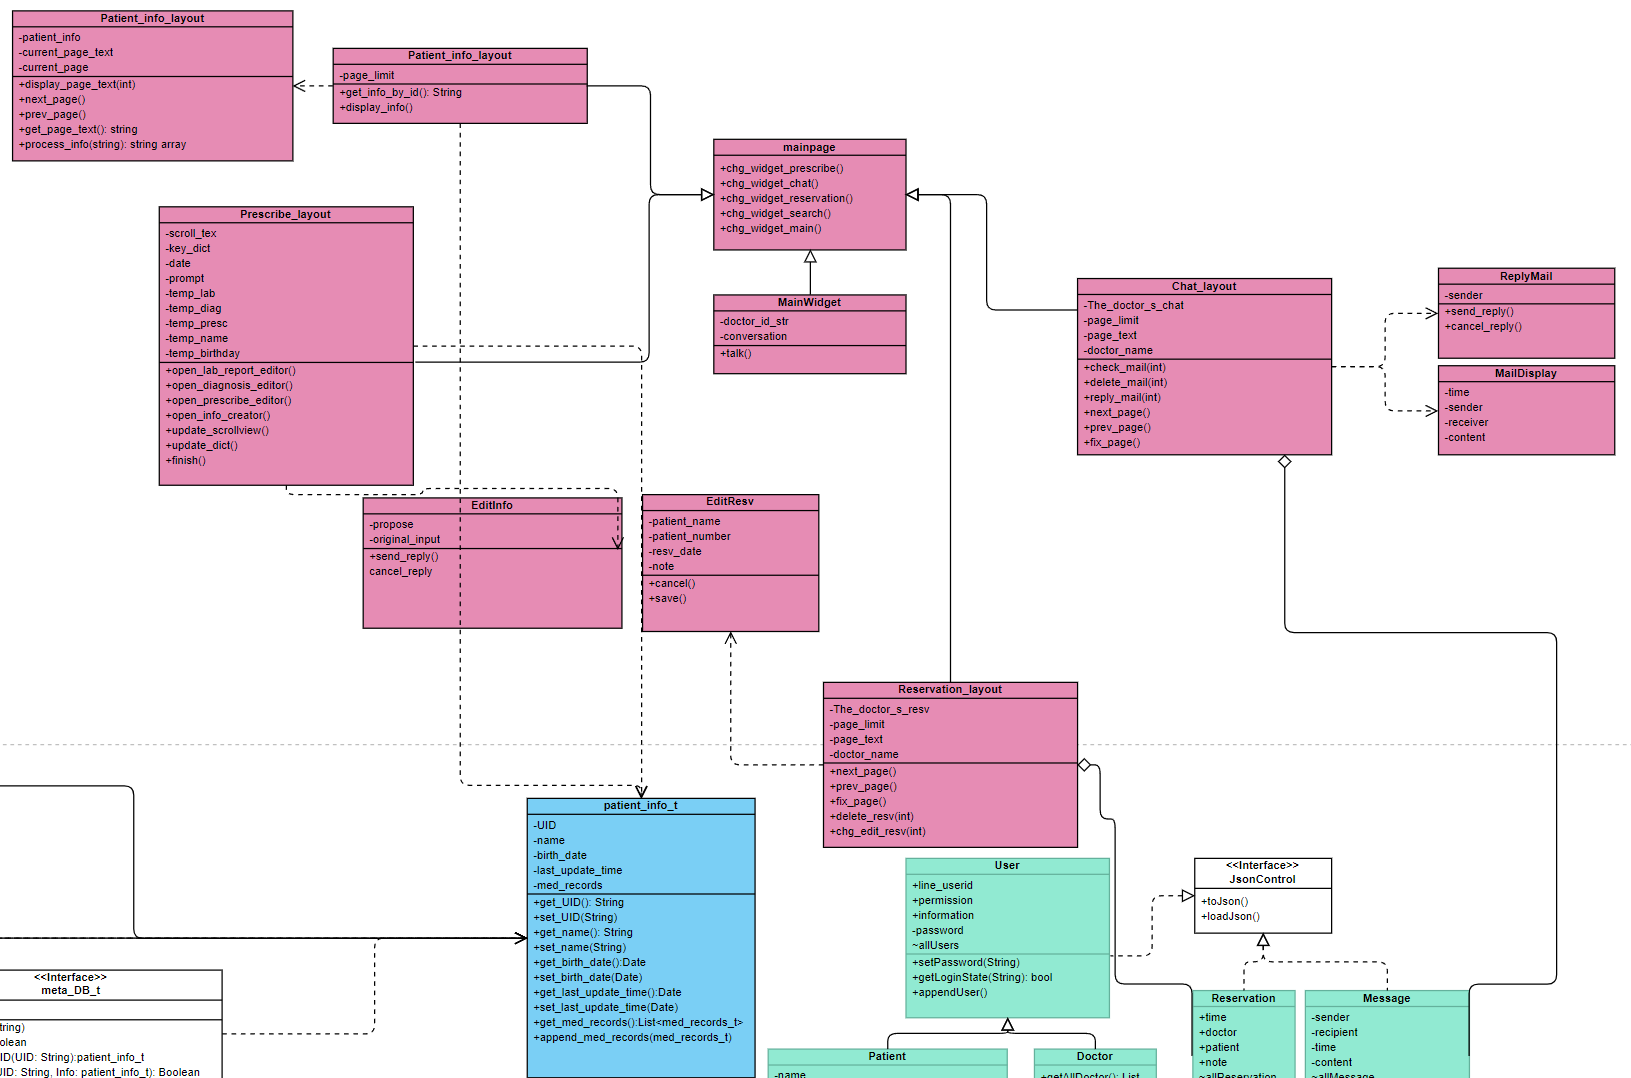 Patient_info_layout
-patient_info
-current_page_text
-current_page
+display_page_text(int)
+next_page()
+prev_page()
+get_page_text(): string
+process_info(string): string array
Patient_info_layout
-page_limit
+get_info_by_id(): String
+display_info()
mainpage
+chg_widget_prescribe()
+chg_widget_chat()
+chg_widget_reservation()
+chg_widget_search()
+chg_widget_main()
Prescribe_layout
-scroll_tex
-key_dict
-date
-prompt
-temp_lab
-temp_diag
-temp_presc
-temp_name
-temp_birthday
+open_lab_report_editor()
+open_diagnosis_editor()
+open_prescribe_editor()
+open_info_creator()
+update_scrollview()
+update_dict()
+finish()
MainWidget
-doctor_id_str
-conversation
+talk()
Chat_layout
-The_doctor_s_chat
-page_limit
-page_text
-doctor_name
+check_mail(int)
+delete_mail(int)
+reply_mail(int)
+next_page()
+prev_page()
+fix_page()
ReplyMail
-sender
+send_reply()
+cancel_reply()
MailDisplay
-time
-sender
-receiver
-content
EditInfo
-propose
-original_input
+send_reply()
cancel_reply
EditResv
-patient_name
-patient_number
-resv_date
-note
+cancel()
+save()
Reservation_layout
-The_doctor_s_resv
-page_limit
-page_text
-doctor_name
+next_page()
+prev_page()
+fix_page()
+delete_resv(int)
+chg_edit_resv(int)
patient_info_t
-UID
-name
-birth_date
-last_update_time
-med_records
+get_UID(): String
+set_UID(String)
+get_name(): String
+set_name(String)
+get_birth_date():Date
+set_birth_date(Date)
+get_last_update_time():Date
+set_last_update_time(Date)
+get_med_records():List<med_records_t>
+append_med_records(med_records_t)
User
+line_userid
+permission
+information
-password
~allUsers
+setPassword(String)
+getLoginState(String): bool
+appendUser()
<<Interface>>
JsonControl
+toJson()
+loadJson()
<<Interface>>
meta_DB_t
tring)
olean
ID(UID: String):patient_info_t
JID: String, Info: patient_info_t): Boolean
Reservation
+time
+doctor
+patient
+note
~allReservation
Message
-sender
-recipient
-time
-content
~allMessage
Patient
-name
Doctor
+getAllDoctor(): List